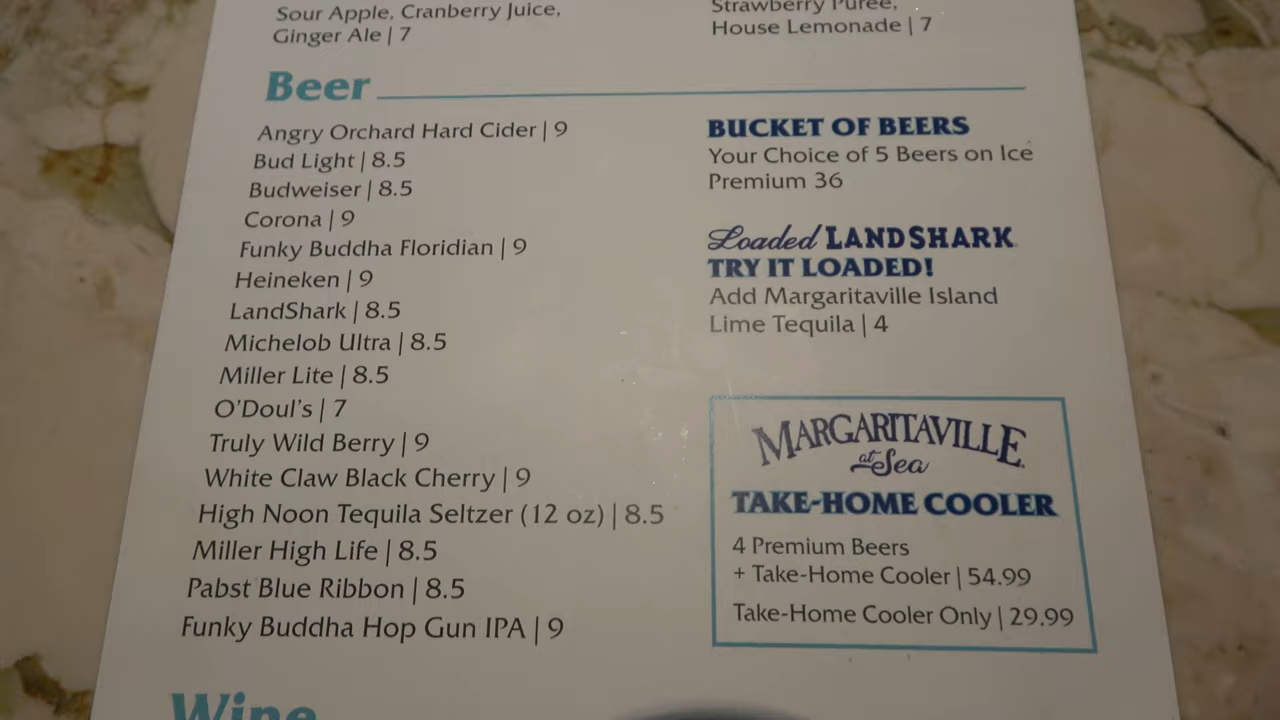 Sour Apple, Cranberry Juice,
Ginger Ale | 7
Strawberry Puree,
House Lemonade | 7
Beer
Angry Orchard Hard Cider | 9
Bud Light | 8.5
Budweiser | 8.5
Corona | 9
Funky Buddha Floridian | 9
Heineken | 9
LandShark | 8.5
Michelob Ultra | 8.5
Miller Lite | 8.5
O'Doul's | 7
Truly Wild Berry | 9
White Claw Black Cherry | 9
High Noon Tequila Seltzer (12 oz) | 8.5
Miller High Life | 8.5
Pabst Blue Ribbon | 8.5
Funky Buddha Hop Gun IPA | 9
BUCKET OF BEERS
Your Choice of 5 Beers on Ice
Premium 36
Loaded LANDSHARK
TRY IT LOADED!
Add Margaritaville Island
Lime Tequila | 4
MARGARITAVILLE
at Sea
TAKE-HOME COOLER
4 Premium Beers
+ Take-Home Cooler | 54.99
Take-Home Cooler Only | 29.99
Wine